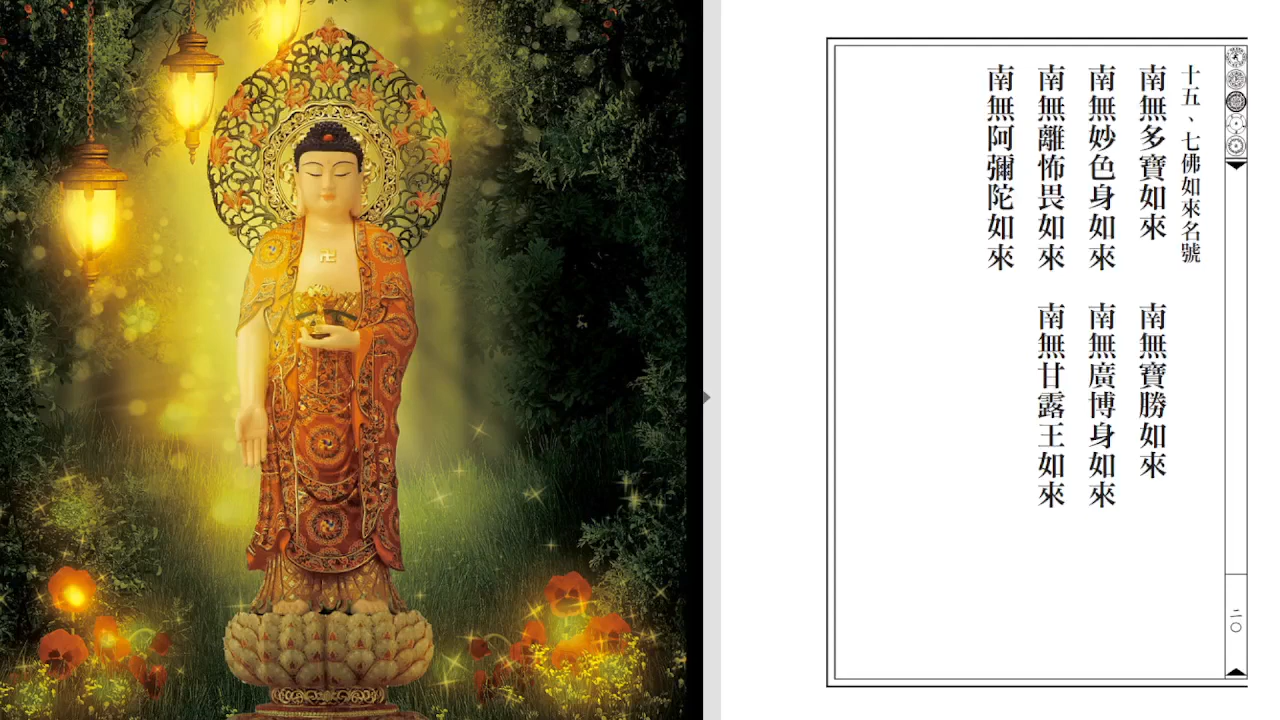 十五、七佛如來名號
南無多寶如來　南無寶勝如來
南無妙色身如來　南無廣博身如來
南無離怖畏如來　南無甘露王如來
南無阿彌陀如來
二〇
卍